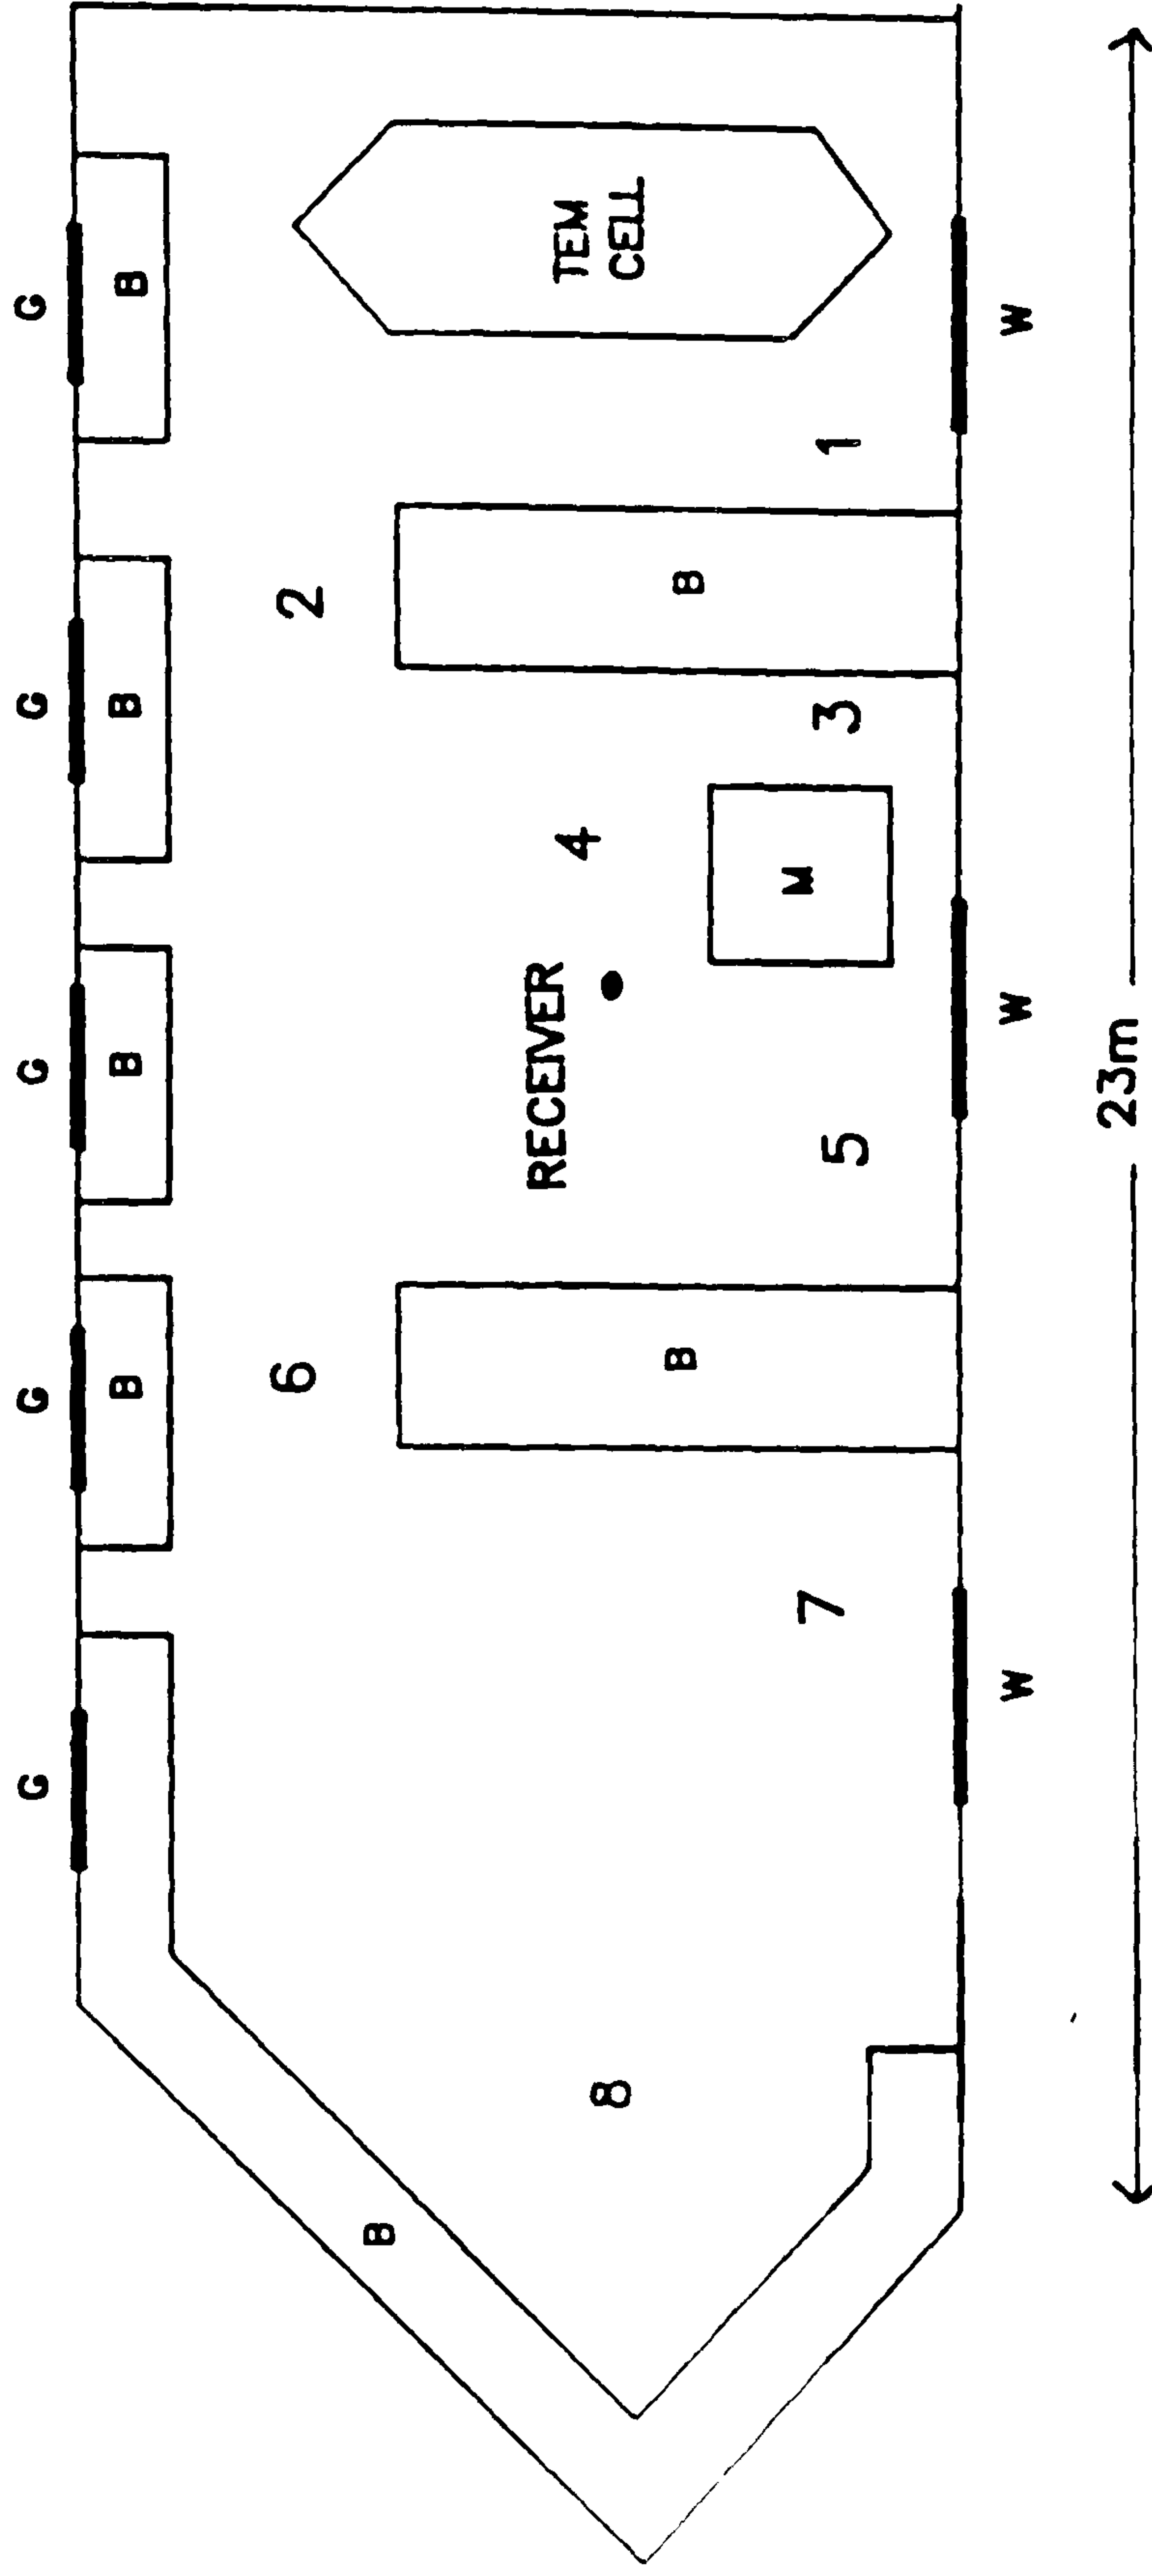 G G G G G
B B B B
6 2
B
RECEIVER 4 TEM
8 CELL
B B
M
7 5 3 1
W W W
23m